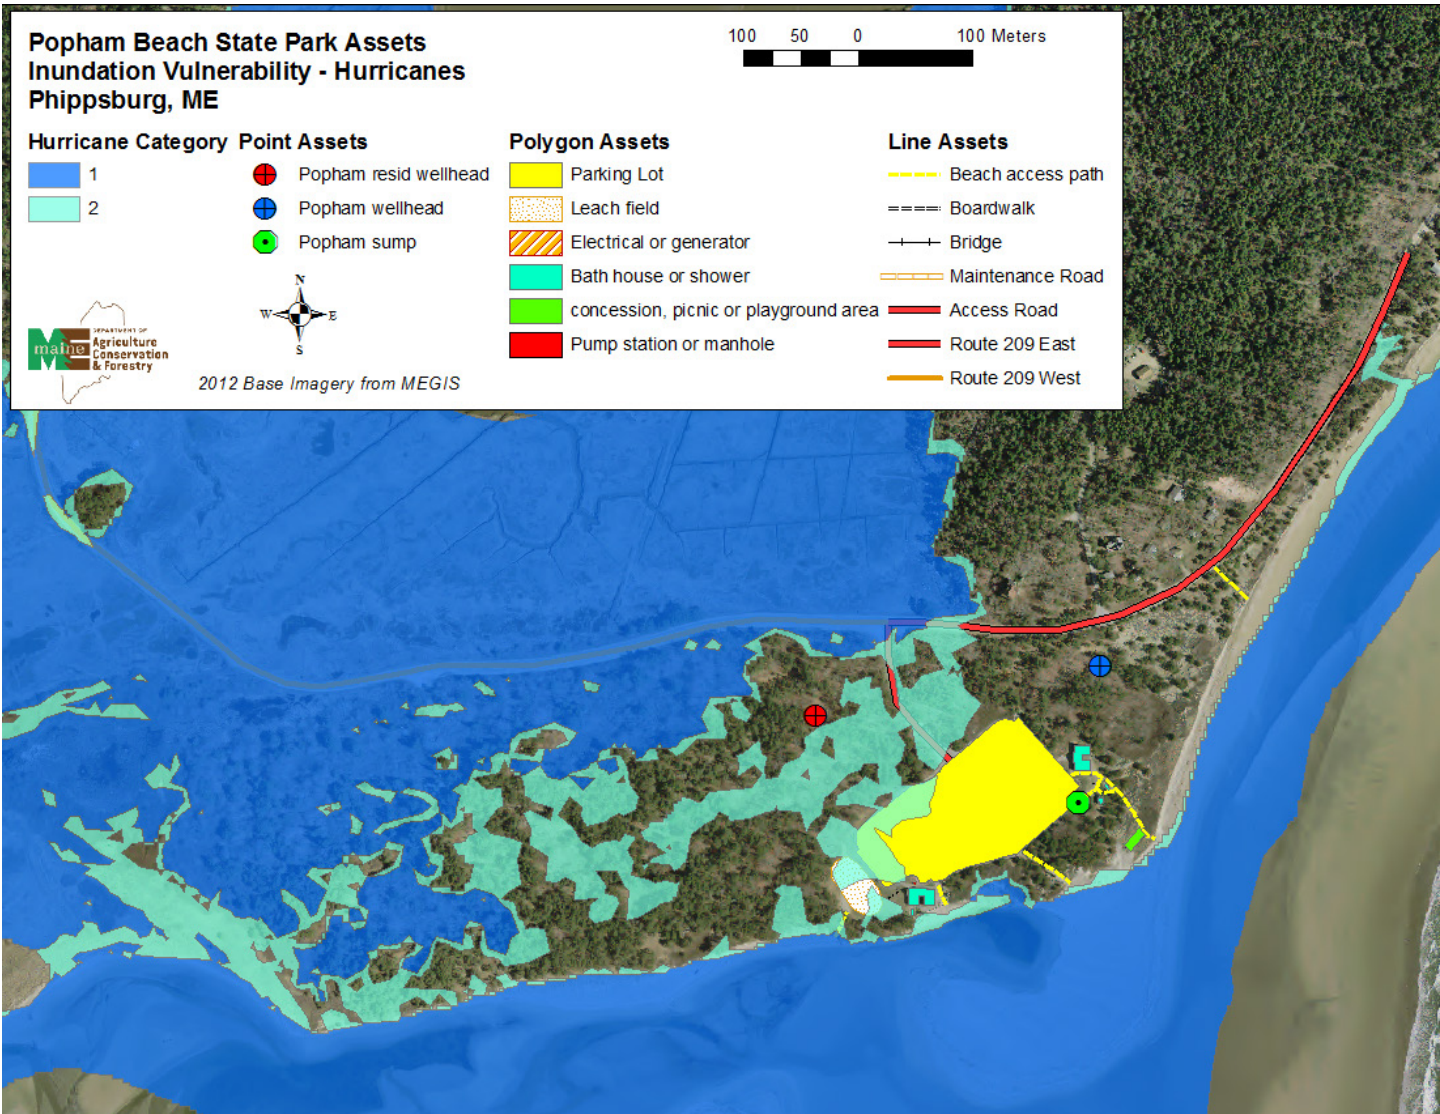 Popham Beach State Park Assets
Inundation Vulnerability - Hurricanes
Phippsburg, ME
100 50 0 100 Meters
Hurricane Category
1
2
Point Assets
Popham resid wellhead
Popham wellhead
Popham sump
Polygon Assets
Parking Lot
Leach field
Electrical or generator
Bath house or shower
concession, picnic or playground area
Pump station or manhole
Line Assets
Beach access path
Boardwalk
Bridge
Maintenance Road
Access Road
Route 209 East
Route 209 West
N
W E
S
maine
DEPARTMENT OF
Agriculture
Conservation
& Forestry
2012 Base Imagery from MEGIS